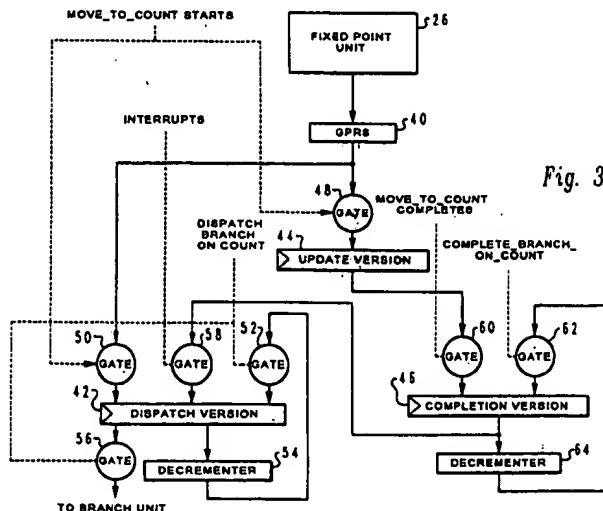 MOVE_TO_COUNT STARTS
FIXED POINT
UNIT
26
INTERRUPTS
GPRS
40
Fig. 3
48
GATE
MOVE_TO_COUNT
COMPLETES
DISPATCH
BRANCH
ON COUNT
44
UPDATE VERSION
COMPLETE_BRANCH_
ON_COUNT
50
GATE
58
GATE
52
GATE
60
GATE
62
GATE
42
DISPATCH VERSION
46
COMPLETION VERSION
56
GATE
DECREMENTER
54
DECREMENTER
64
TO BRANCH UNIT